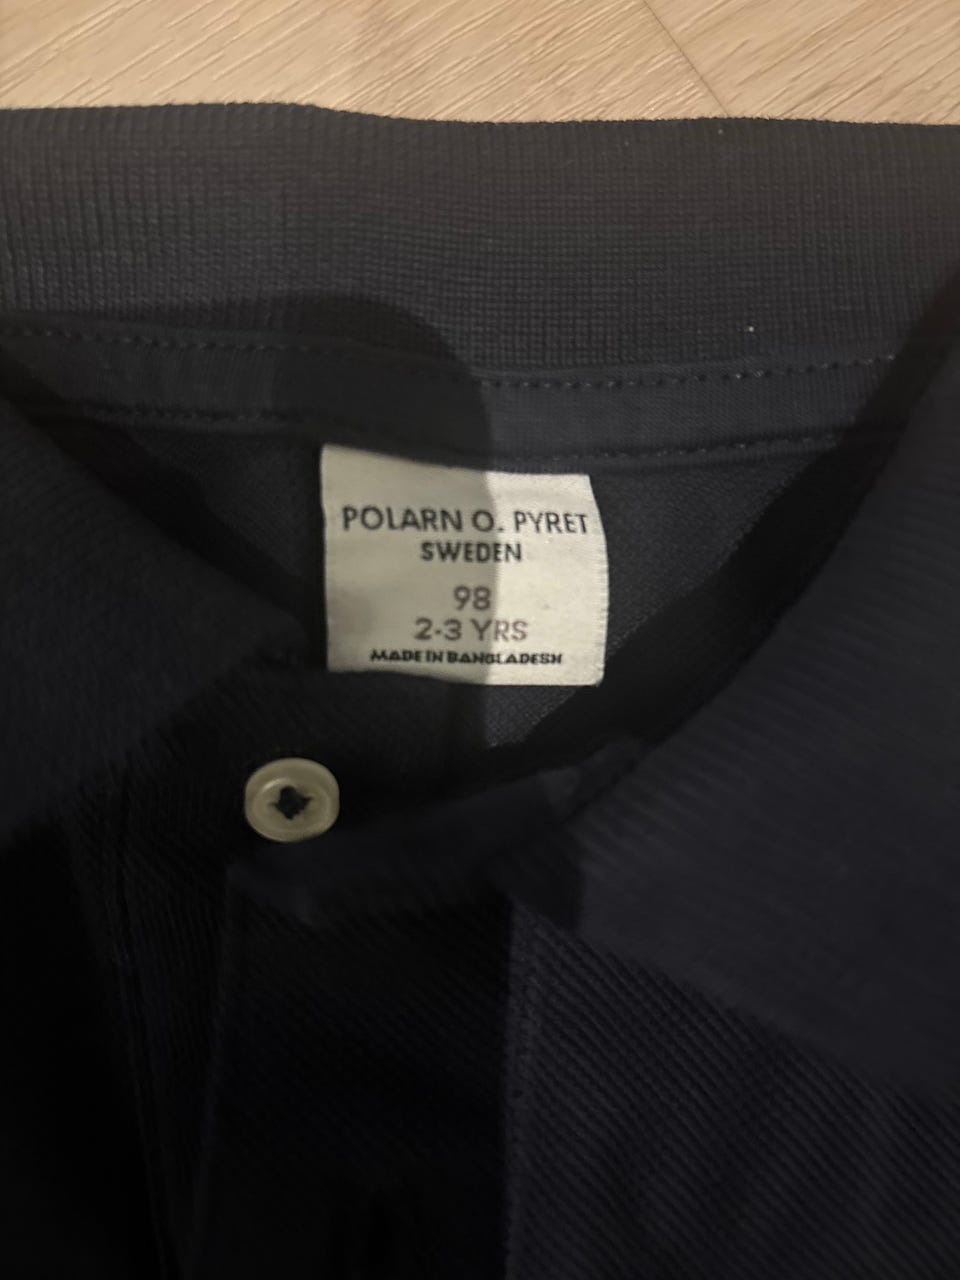 POLARN O. PYRET
SWEDEN
98
2-3 YRS
MADE IN BANGLADESH